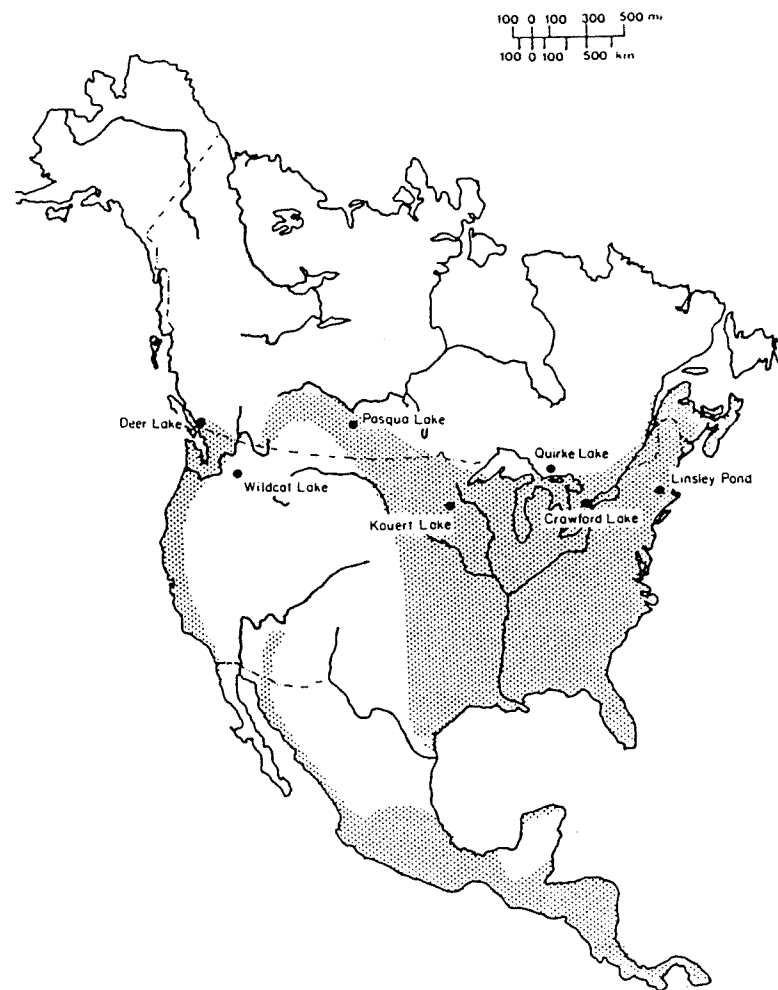 100 0 100 300 500 mi
100 0 100 500 km
Deer Lake
Pasqua Lake
Quirke Lake
Wildcat Lake
Linsley Pond
Kauert Lake
Crawford Lake